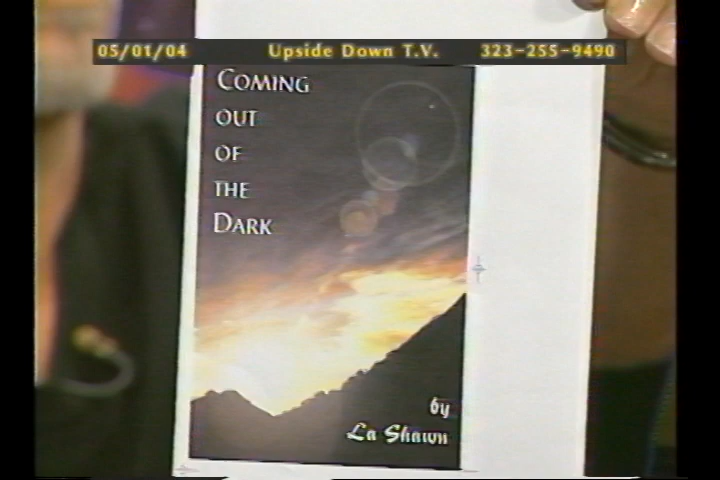 05/01/04 Upside Down T.V. 323-255-9490
Coming
out
of
the
Dark
by
La Shawn